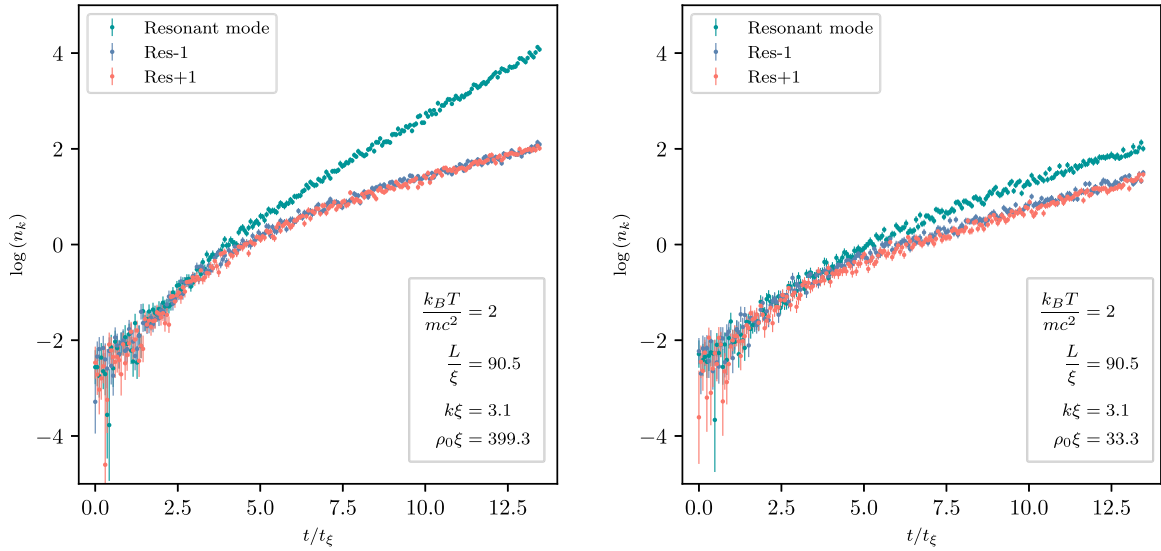 Resonant mode
Res-1
Res+1
4
2
0
−2
−4
log(n_k)
k_B T / mc² = 2
L / ξ = 90.5
kξ = 3.1
ρ₀ξ = 399.3
0.0 2.5 5.0 7.5 10.0 12.5
t/t_ξ
Resonant mode
Res-1
Res+1
4
2
0
−2
−4
log(n_k)
k_B T / mc² = 2
L / ξ = 90.5
kξ = 3.1
ρ₀ξ = 33.3
0.0 2.5 5.0 7.5 10.0 12.5
t/t_ξ